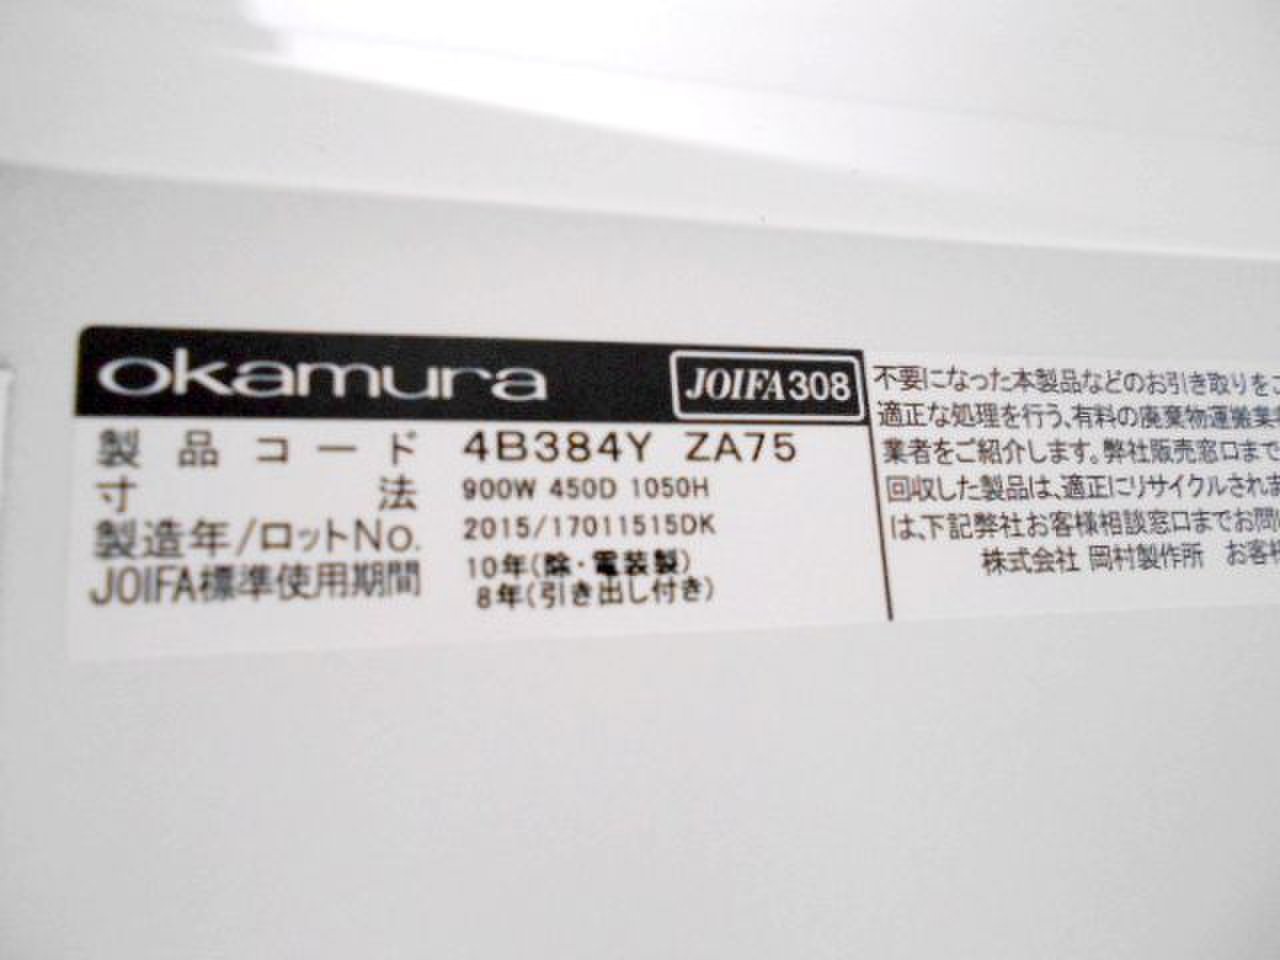 okamura JOIFA308
製品コード 4B384Y ZA75
寸法 900W 450D 1050H
製造年/ロットNo. 2015/17011515DK
JOIFA標準使用期間 10年(除・電装製)
8年(引き出し付き)
不要になった本製品などのお引き取りをご
適正な処理を行う、有料の廃棄物運搬業
業者をご紹介します。弊社販売窓口まで
回収した製品は、適正にリサイクルされま
は、下記弊社お客様相談窓口までお問
株式会社 岡村製作所 お客様